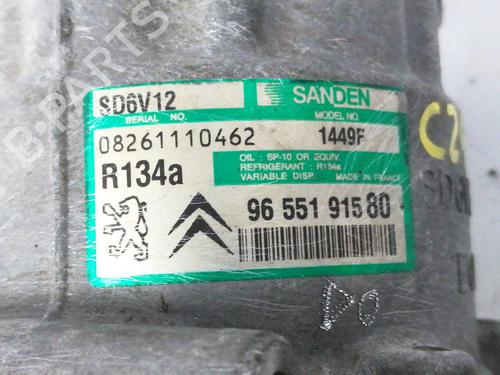 SD6V12
SANDEN
SERIAL NO.
MODEL NO.
08261110462
1449F
R134a
OIL : SP-10 OR EQUIV.
REFRIGERANT : R134a
VARIABLE DISP. MADE IN FRANCE
96 551 915 80
B-PARTS